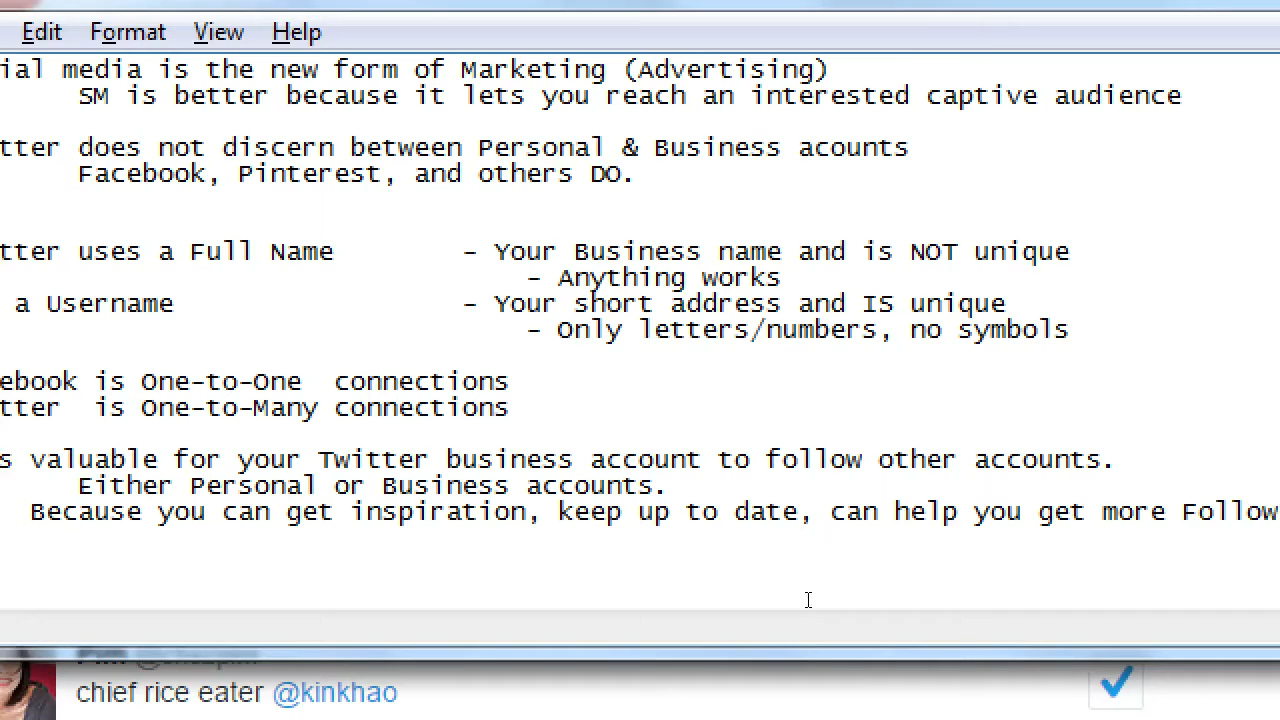 Edit Format View Help
ial media is the new form of Marketing (Advertising)
SM is better because it lets you reach an interested captive audience
tter does not discern between Personal & Business acounts
Facebook, Pinterest, and others DO.
tter uses a Full Name - Your Business name and is NOT unique
- Anything works
a Username - Your short address and IS unique
- Only letters/numbers, no symbols
ebook is One-to-One connections
tter is One-to-Many connections
s valuable for your Twitter business account to follow other accounts.
Either Personal or Business accounts.
Because you can get inspiration, keep up to date, can help you get more Follow
chief rice eater @kinkhao